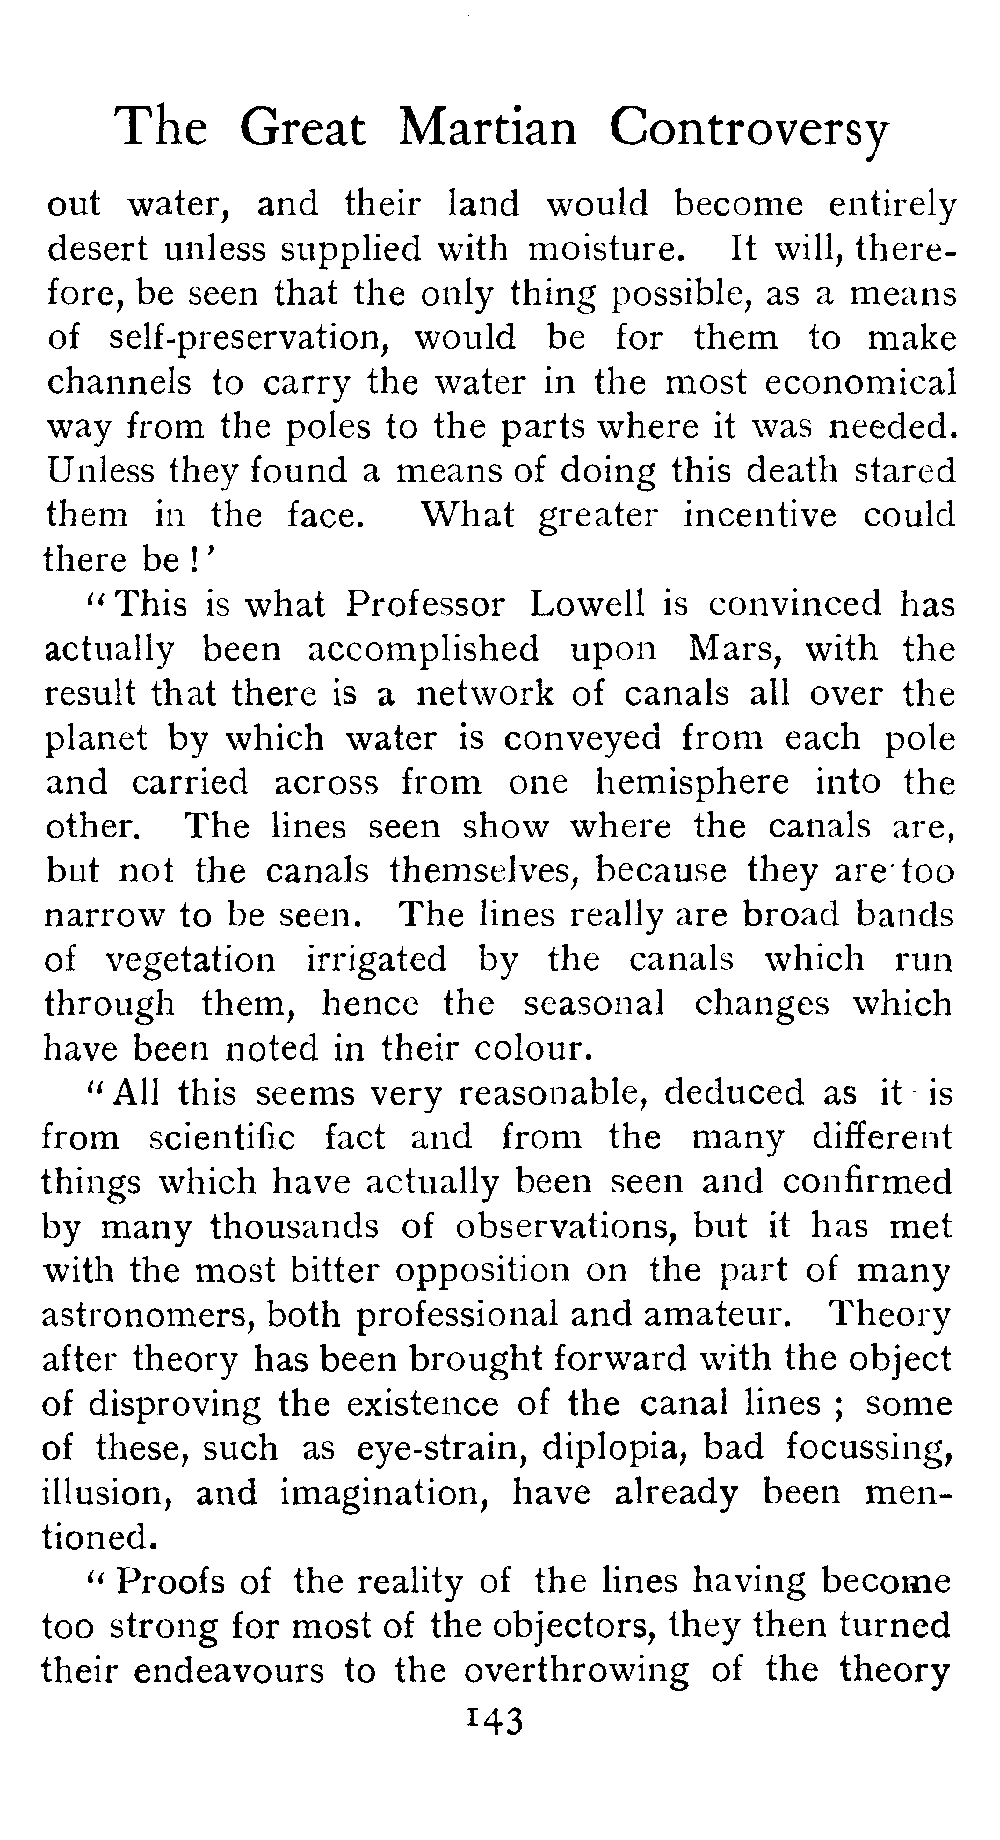 The Great Martian Controversy
out water, and their land would become entirely
desert unless supplied with moisture. It will, there-
fore, be seen that the only thing possible, as a means
of self-preservation, would be for them to make
channels to carry the water in the most economical
way from the poles to the parts where it was needed.
Unless they found a means of doing this death stared
them in the face. What greater incentive could
there be !’
“ This is what Professor Lowell is convinced has
actually been accomplished upon Mars, with the
result that there is a network of canals all over the
planet by which water is conveyed from each pole
and carried across from one hemisphere into the
other. The lines seen show where the canals are,
but not the canals themselves, because they are too
narrow to be seen. The lines really are broad bands
of vegetation irrigated by the canals which run
through them, hence the seasonal changes which
have been noted in their colour.
“ All this seems very reasonable, deduced as it is
from scientific fact and from the many different
things which have actually been seen and confirmed
by many thousands of observations, but it has met
with the most bitter opposition on the part of many
astronomers, both professional and amateur. Theory
after theory has been brought forward with the object
of disproving the existence of the canal lines ; some
of these, such as eye-strain, diplopia, bad focussing,
illusion, and imagination, have already been men-
tioned.
“ Proofs of the reality of the lines having become
too strong for most of the objectors, they then turned
their endeavours to the overthrowing of the theory
143